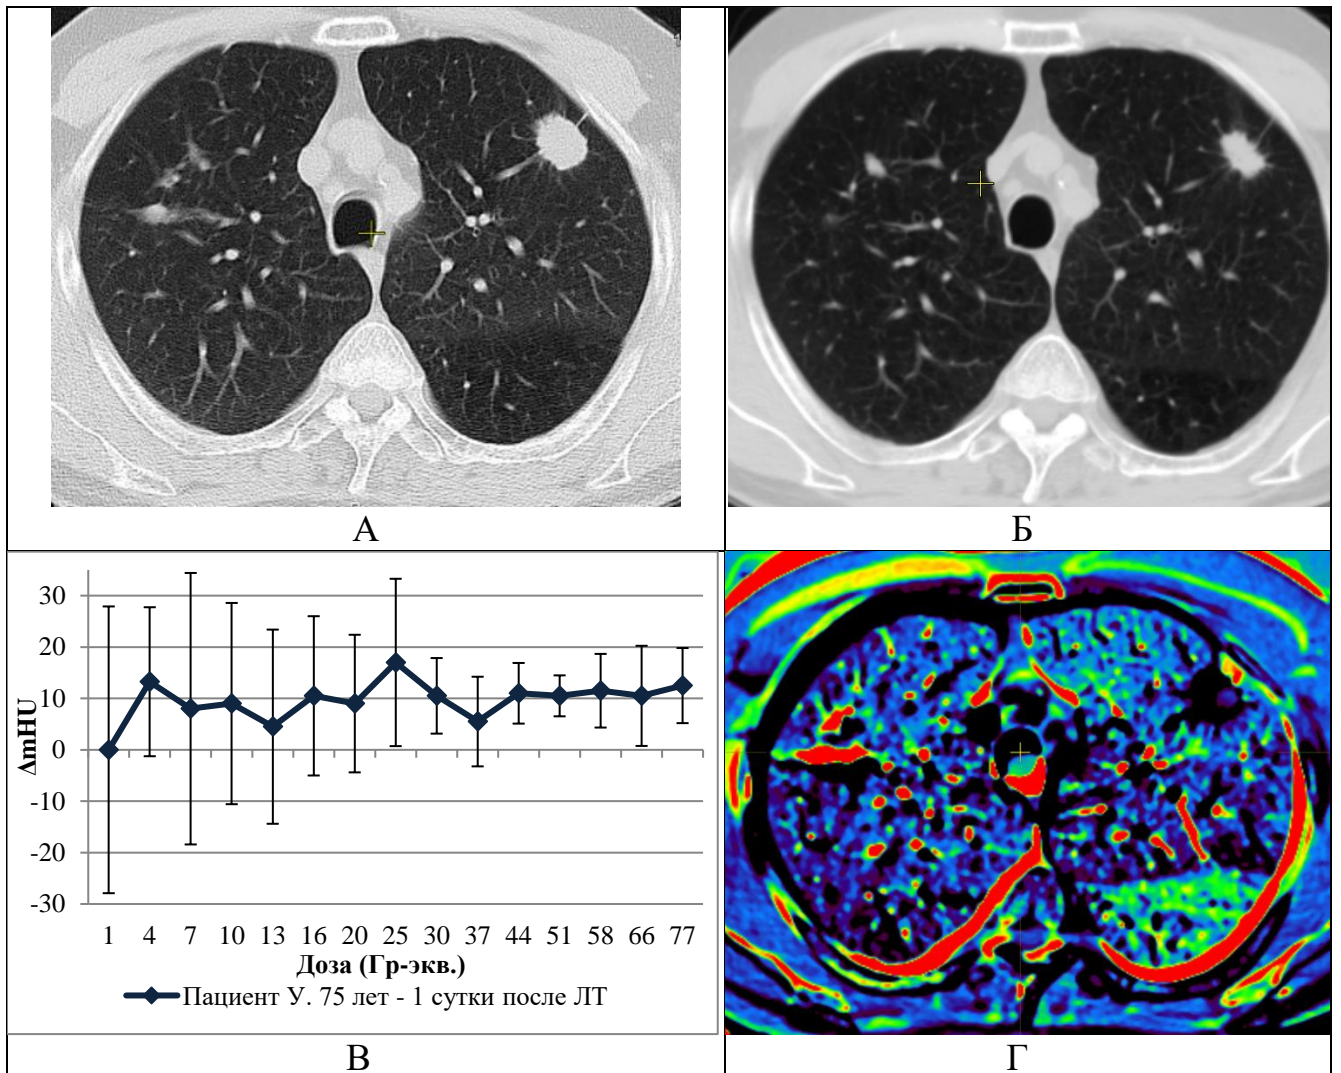 А
Б
30
20
10
0
-10
-20
-30
ΔmHU
1 4 7 10 13 16 20 25 30 37 44 51 58 66 77
Доза (Гр-экв.)
Пациент У. 75 лет - 1 сутки после ЛТ
В
Г